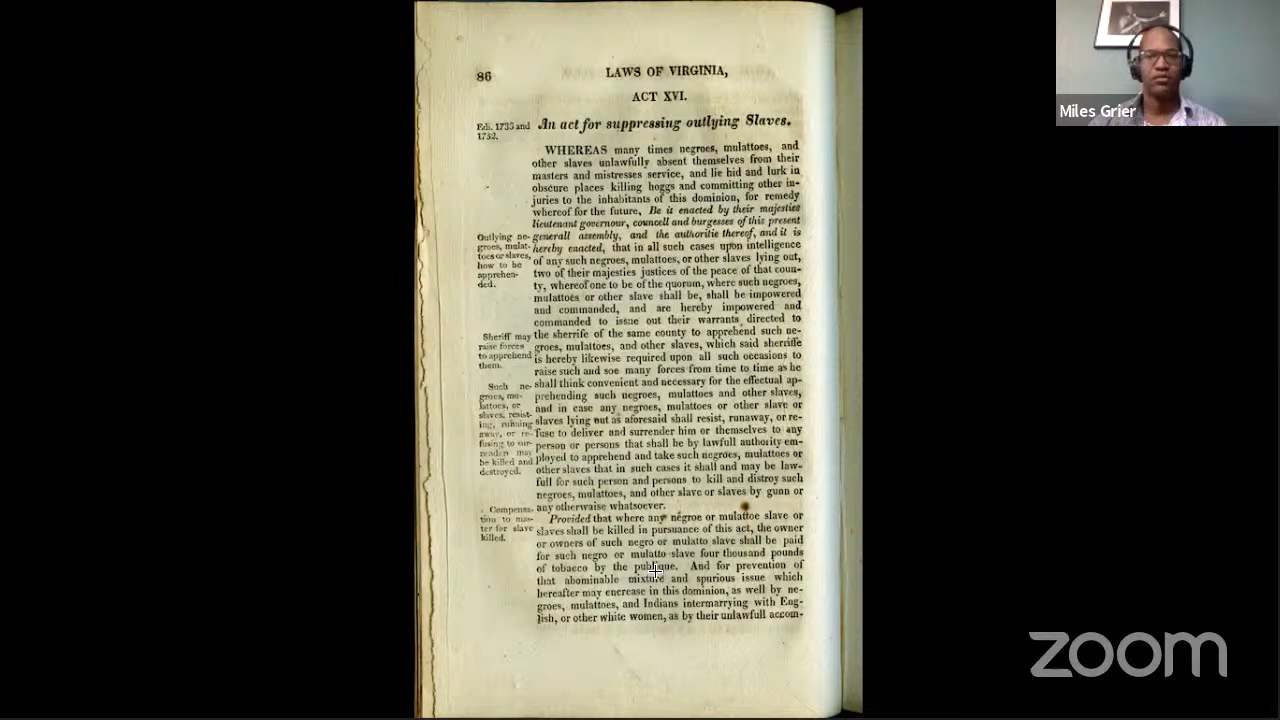 86
LAWS OF VIRGINIA,
ACT XVI.
Edi. 1733 and
1752.
An act for suppressing outlying Slaves.
WHEREAS many times negroes, mulattoes, and
other slaves unlawfully absent themselves from their
masters and mistresses service, and lie hid and lurk in
obscure places killing hoggs and committing other in-
juries to the inhabitants of this dominion, for remedy
whereof for the future, Be it enacted by their majesties
lieutenant governour, councell and burgesses of this present
generall assembly, and the authoritie thereof, and it is
hereby enacted, that in all such cases upon intelligence
of any such negroes, mulattoes, or other slaves lying out,
two of their majesties justices of the peace of that coun-
ty, whereof one to be of the quorum, where such negroes,
mulattoes or other slave shall be, shall be impowered
and commanded, and are hereby impowered and
commanded to issue out their warrants directed to
the sherrife of the same county to apprehend such ne-
groes, mulattoes, and other slaves, which said sherriffe
is hereby likewise required upon all such occasions to
raise such and soe many forces from time to time as he
shall think convenient and necessary for the effectual ap-
prehending such negroes, mulattoes and other slaves,
and in case any negroes, mulattoes or other slave or
slaves lying out as aforesaid shall resist, runaway, or re-
fuse to deliver and surrender him or themselves to any
person or persons that shall be by lawfull authority em-
ployed to apprehend and take such negroes, mulattoes or
other slaves that in such cases it shall and may be law-
full for such person and persons to kill and distroy such
negroes, mulattoes, and other slave or slaves by gunn or
any otherwaise whatsoever.
Provided that where any negroe or mulattoe slave or
slaves shall be killed in pursuance of this act, the owner
or owners of such negro or mulatto slave shall be paid
for such negro or mulatto slave four thousand pounds
of tobacco by the publique. And for prevention of
that abominable mixture and spurious issue which
hereafter may encrease in this dominion, as well by ne-
groes, mulattoes, and Indians intermarrying with Eng-
lish, or other white women, as by their unlawfull accom-
Outlying ne-
groes, mulat-
toes or slaves,
how to be
apprehen-
ded.
Sheriff may
raise forces
to apprehend
them.
Such ne-
groes, mu-
lattoes, or
slaves, resist-
ing, running
away, or re-
fusing to sur-
render may
be killed and
destroyed.
Compensa-
tion to mas-
ter for slave
killed.
Miles Grier
zoom